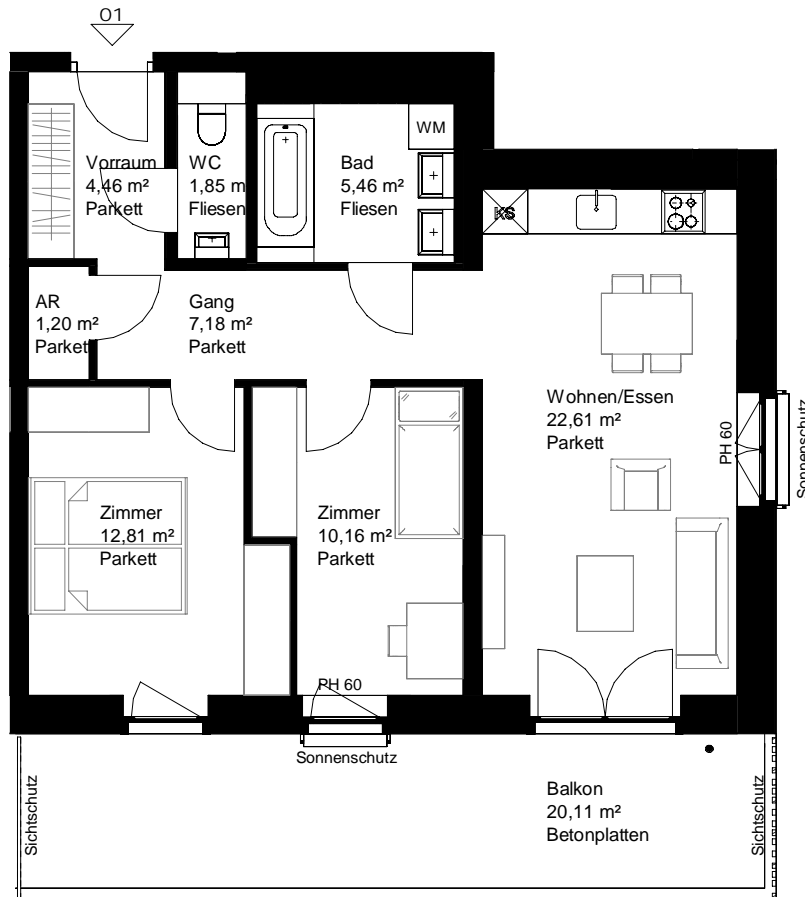 01
Vorraum
4,46 m²
Parkett
WC
1,85 m
Fliesen
Bad
5,46 m²
Fliesen
WM
KS
AR
1,20 m²
Parkett
Gang
7,18 m²
Parkett
Wohnen/Essen
22,61 m²
Parkett
PH 60
Sonnenschutz
Zimmer
12,81 m²
Parkett
Zimmer
10,16 m²
Parkett
PH 60
Sonnenschutz
Sichtschutz
Balkon
20,11 m²
Betonplatten
Sichtschutz